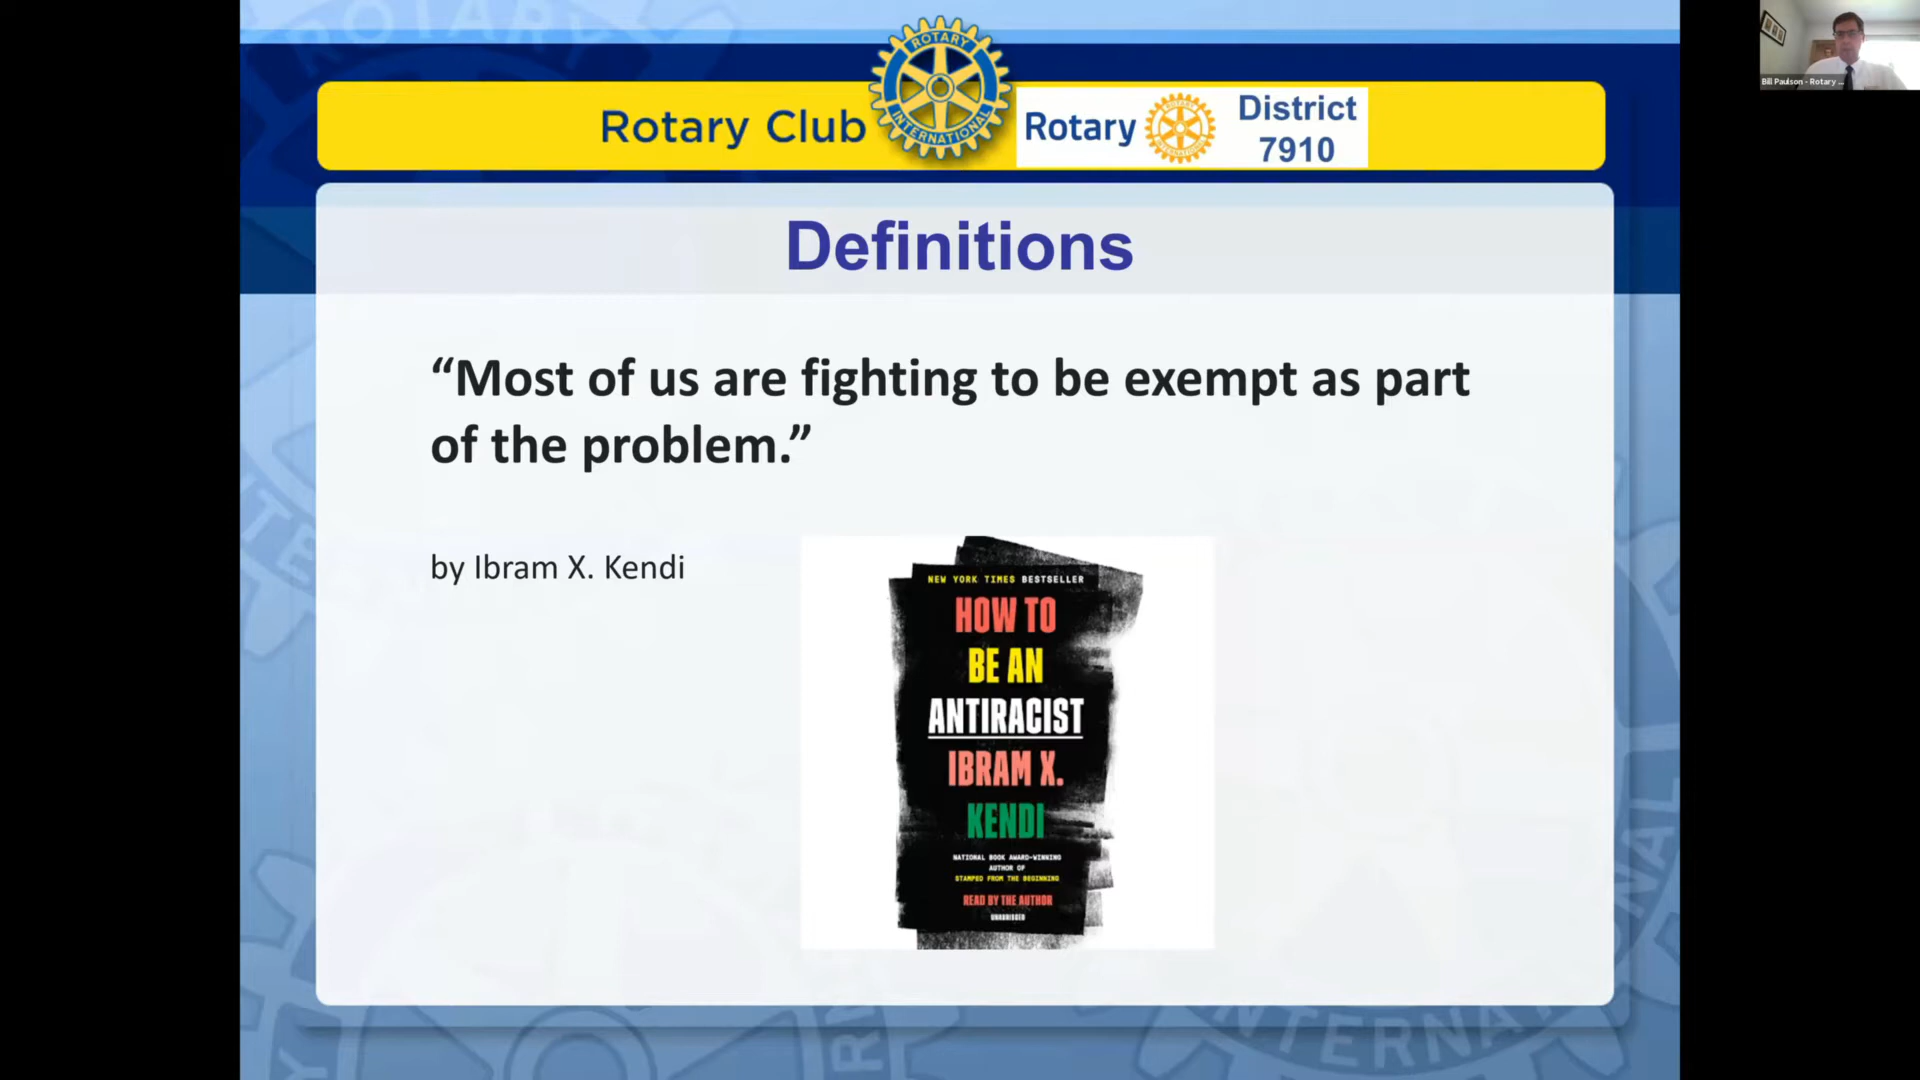 Rotary Club
ROTARY
INTERNATIONAL
Rotary
District
7910
Bill Paulson - Rotary ...
Definitions
“Most of us are fighting to be exempt as part
of the problem.”
by Ibram X. Kendi
NEW YORK TIMES BESTSELLER
HOW TO
BE AN
ANTIRACIST
IBRAM X.
KENDI
NATIONAL BOOK AWARD-WINNING
AUTHOR OF
STAMPED FROM THE BEGINNING
READ BY THE AUTHOR
UNABRIDGED